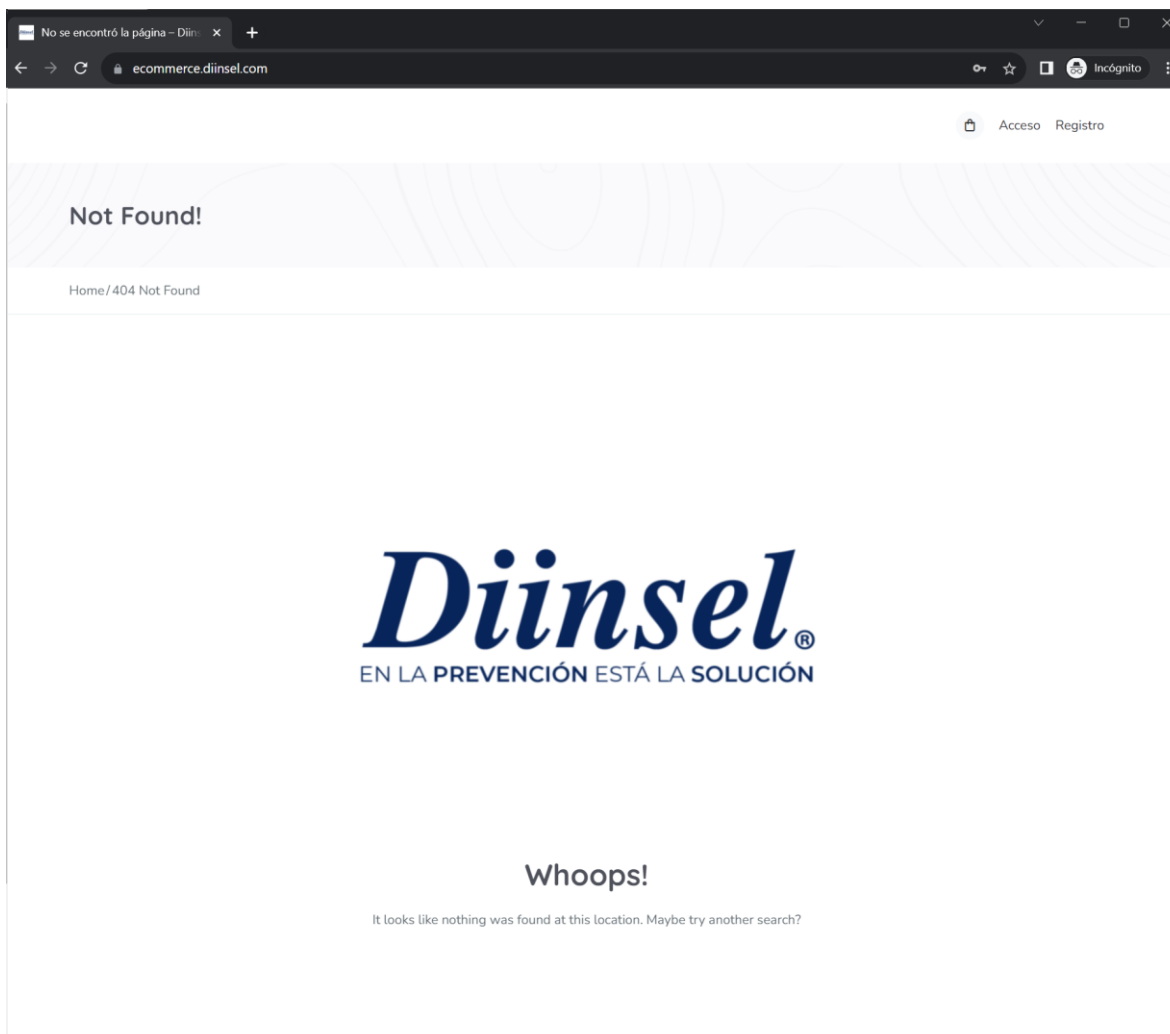 No se encontró la página – Diins
ecommerce.diinsel.com
Incógnito
Acceso Registro
Not Found!
Home/404 Not Found
Diinsel®
EN LA PREVENCIÓN ESTÁ LA SOLUCIÓN
Whoops!
It looks like nothing was found at this location. Maybe try another search?